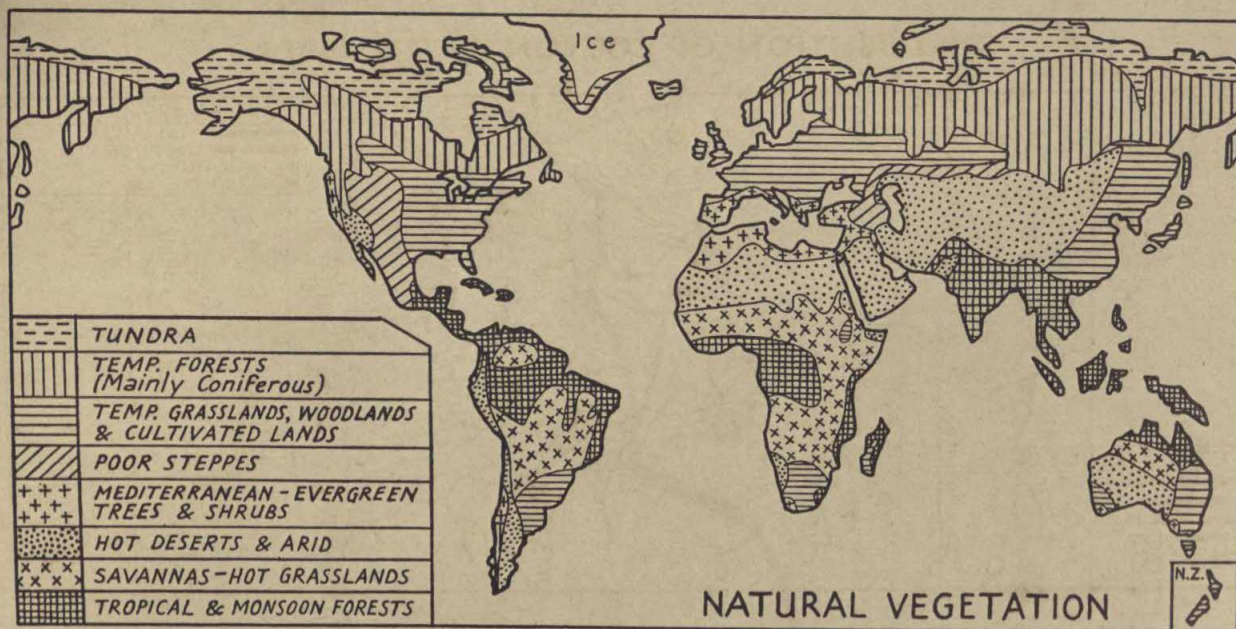 Ice
TUNDRA
TEMP. FORESTS
(Mainly Coniferous)
TEMP. GRASSLANDS, WOODLANDS
& CULTIVATED LANDS
POOR STEPPES
MEDITERRANEAN - EVERGREEN
TREES & SHRUBS
HOT DESERTS & ARID
SAVANNAS-HOT GRASSLANDS
TROPICAL & MONSOON FORESTS
NATURAL VEGETATION
N.Z.